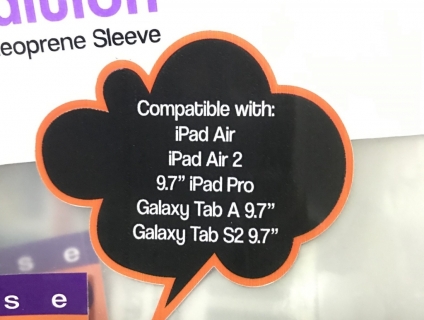 Neoprene Sleeve
Compatible with:
iPad Air
iPad Air 2
9.7" iPad Pro
Galaxy Tab A 9.7"
Galaxy Tab S2 9.7"
s e
s e